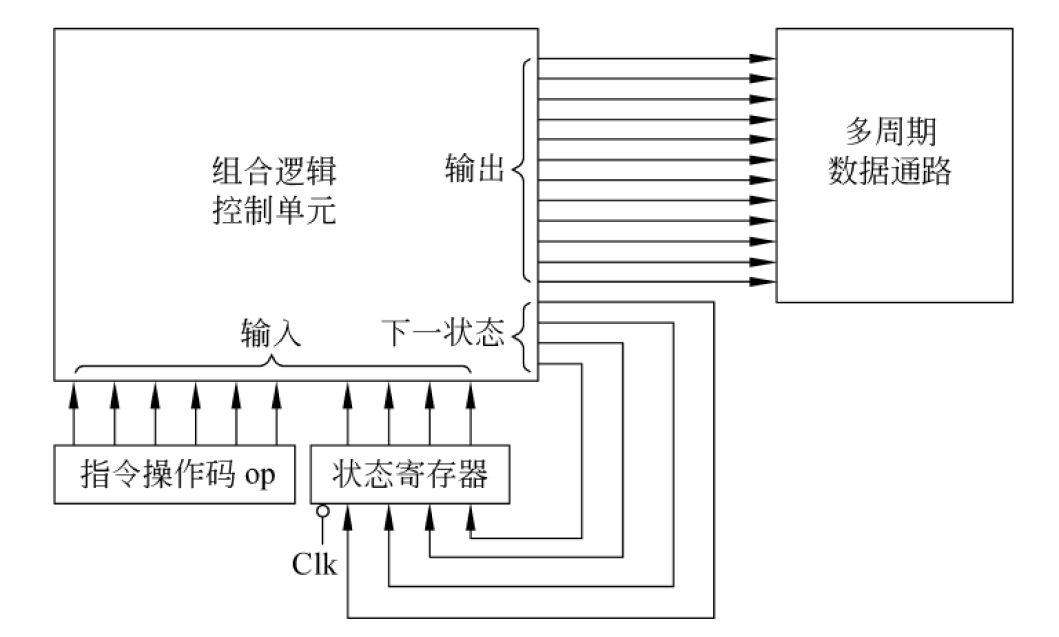 组合逻辑
控制单元
输出
多周期
数据通路
输入
下一状态
指令操作码 op
状态寄存器
Clk